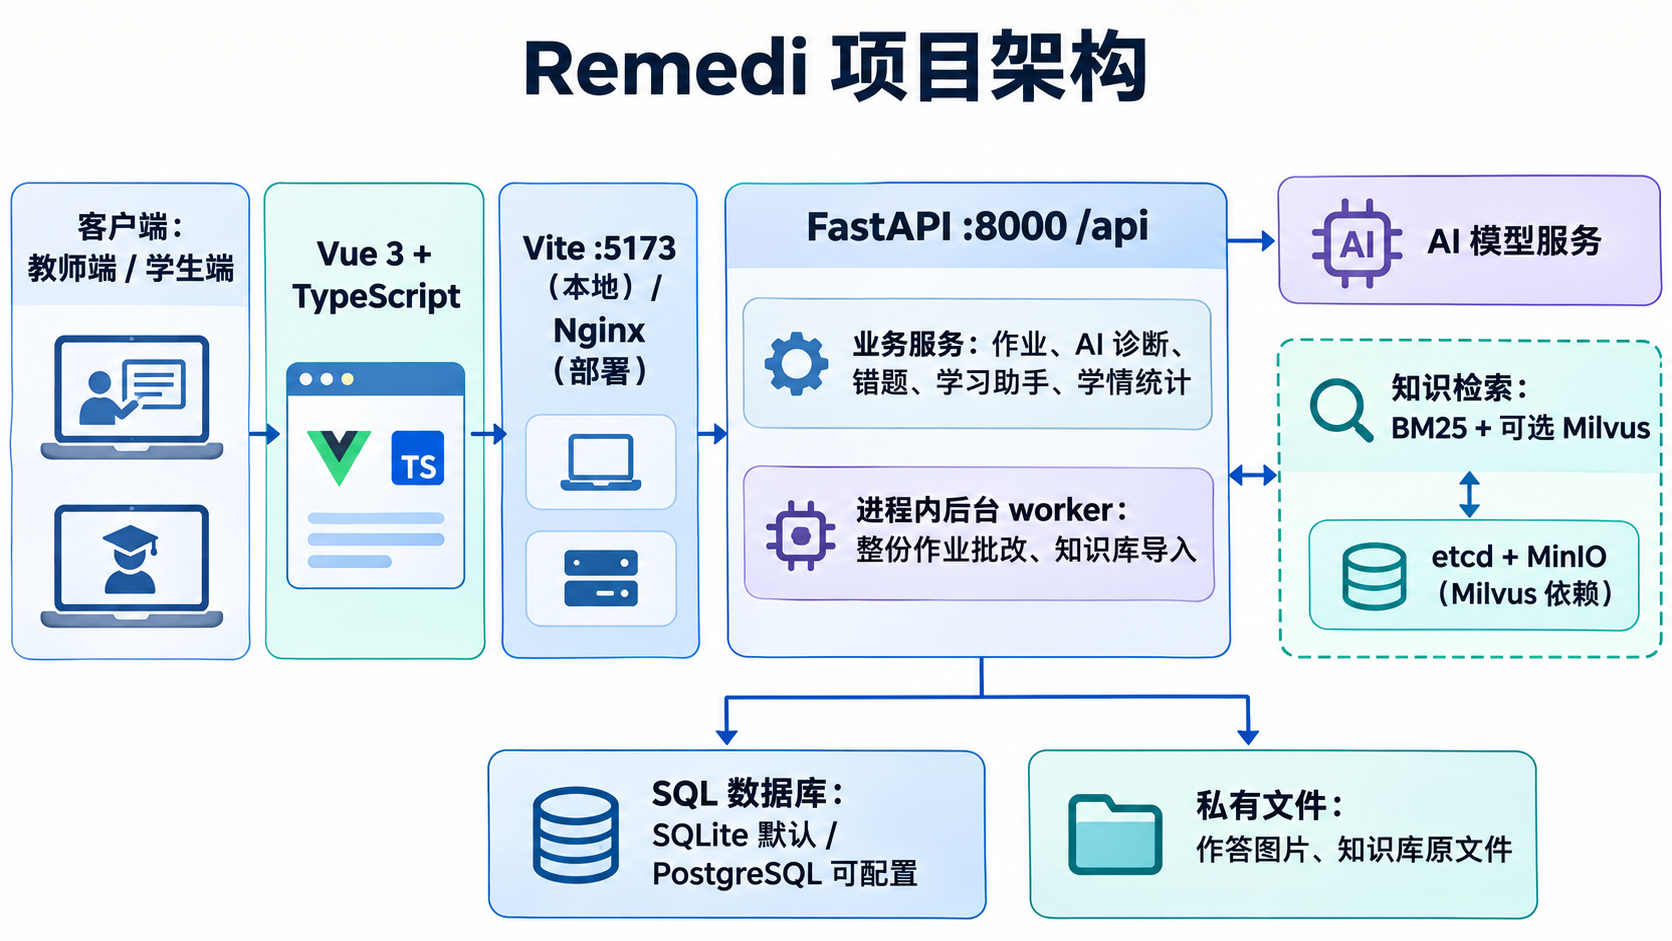 Remedi 项目架构
客户端：
教师端 / 学生端
Vue 3 +
TypeScript
TS
Vite :5173
（本地）/
Nginx
（部署）
FastAPI :8000 /api
业务服务：作业、AI 诊断、
错题、学习助手、学情统计
进程内后台 worker：
整份作业批改、知识库导入
AI
AI 模型服务
知识检索：
BM25 + 可选 Milvus
etcd + MinIO
（Milvus 依赖）
SQL 数据库：
SQLite 默认 /
PostgreSQL 可配置
私有文件：
作答图片、知识库原文件